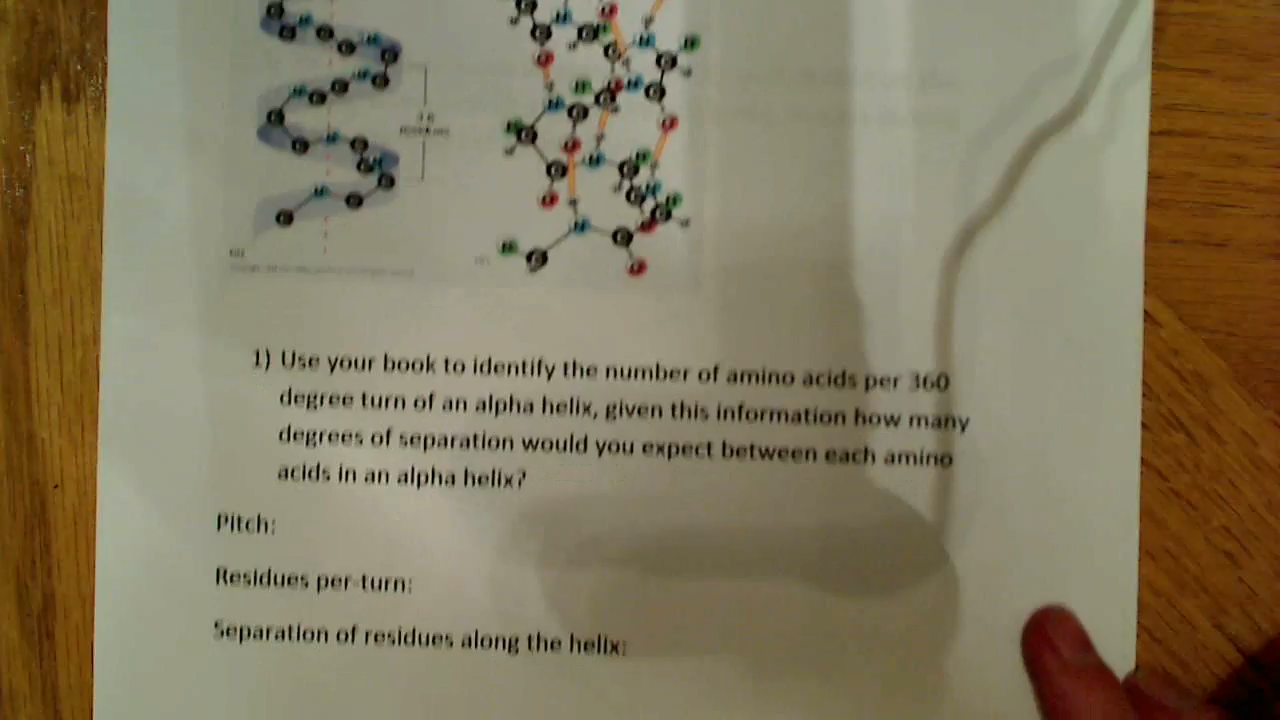 1) Use your book to identify the number of amino acids per 360
degree turn of an alpha helix, given this information how many
degrees of separation would you expect between each amino
acids in an alpha helix?
Pitch:
Residues per-turn:
Separation of residues along the helix: